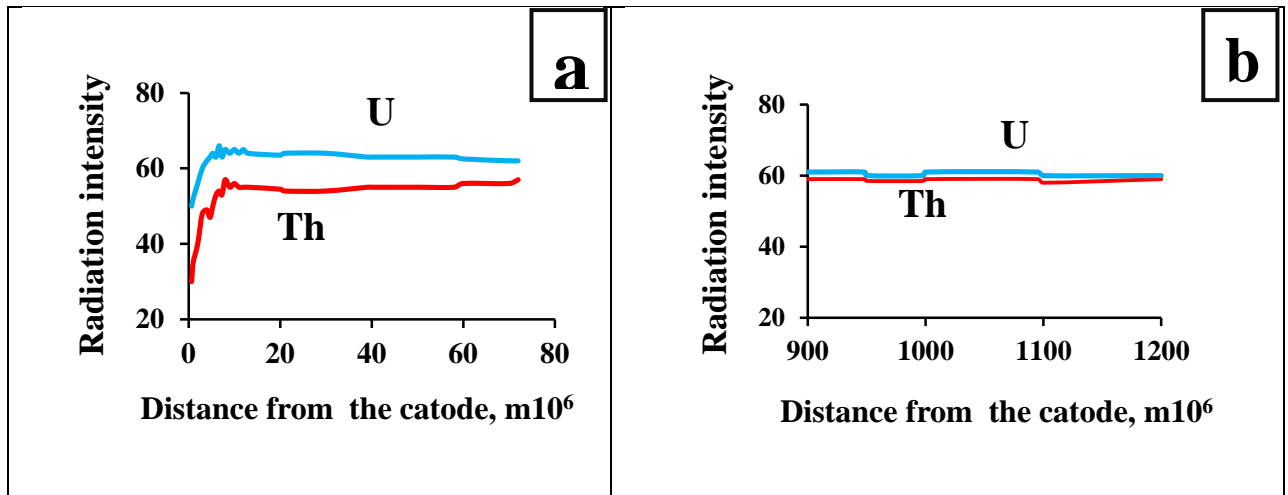 a
Radiation intensity
80
60
40
20
U
Th
0 20 40 60 80
Distance from the catode, m10⁶
b
Radiation intensity
80
60
40
20
U
Th
900 1000 1100 1200
Distance from the catode, m10⁶